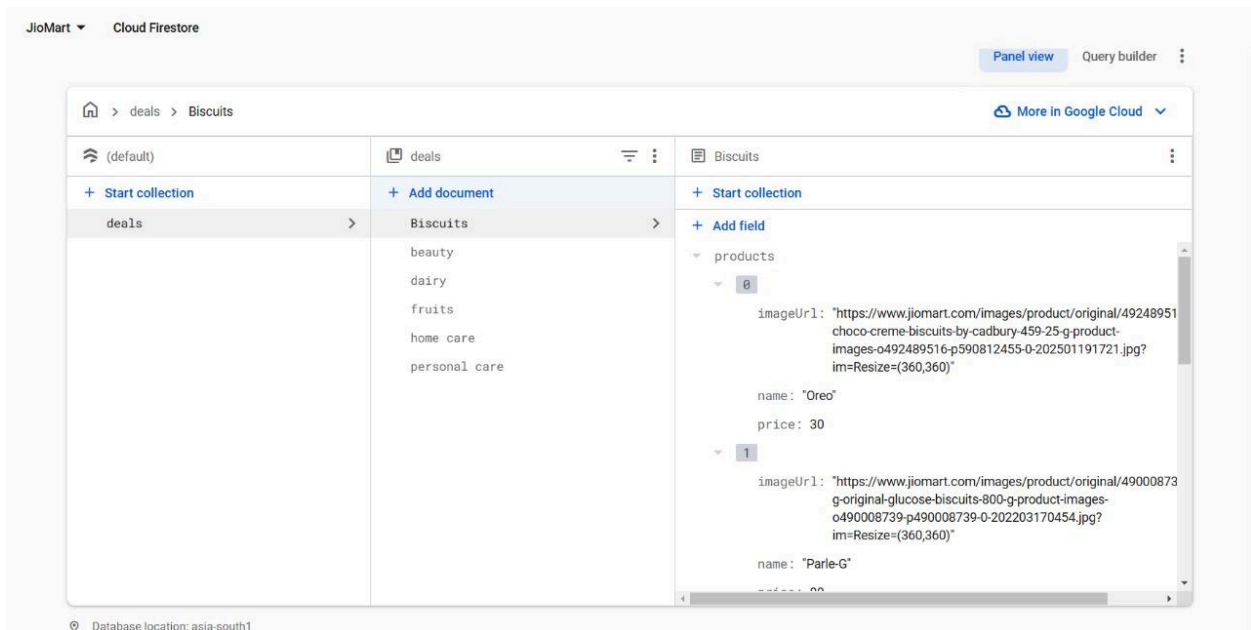 JioMart Cloud Firestore
Panel view Query builder
deals > Biscuits
More in Google Cloud
(default)
+ Start collection
deals
deals
+ Add document
Biscuits
beauty
dairy
fruits
home care
personal care
Biscuits
+ Start collection
+ Add field
products
0
imageUrl: "https://www.jiomart.com/images/product/original/49248951
choco-creme-biscuits-by-cadbury-459-25-g-product-
images-o492489516-p590812455-0-202501191721.jpg?
im=Resize=(360,360)"
name: "Oreo"
price: 30
1
imageUrl: "https://www.jiomart.com/images/product/original/49000873
g-original-glucose-biscuits-800-g-product-images-
o490008739-p490008739-0-202203170454.jpg?
im=Resize=(360,360)"
name: "Parle-G"
Database location: asia-south1